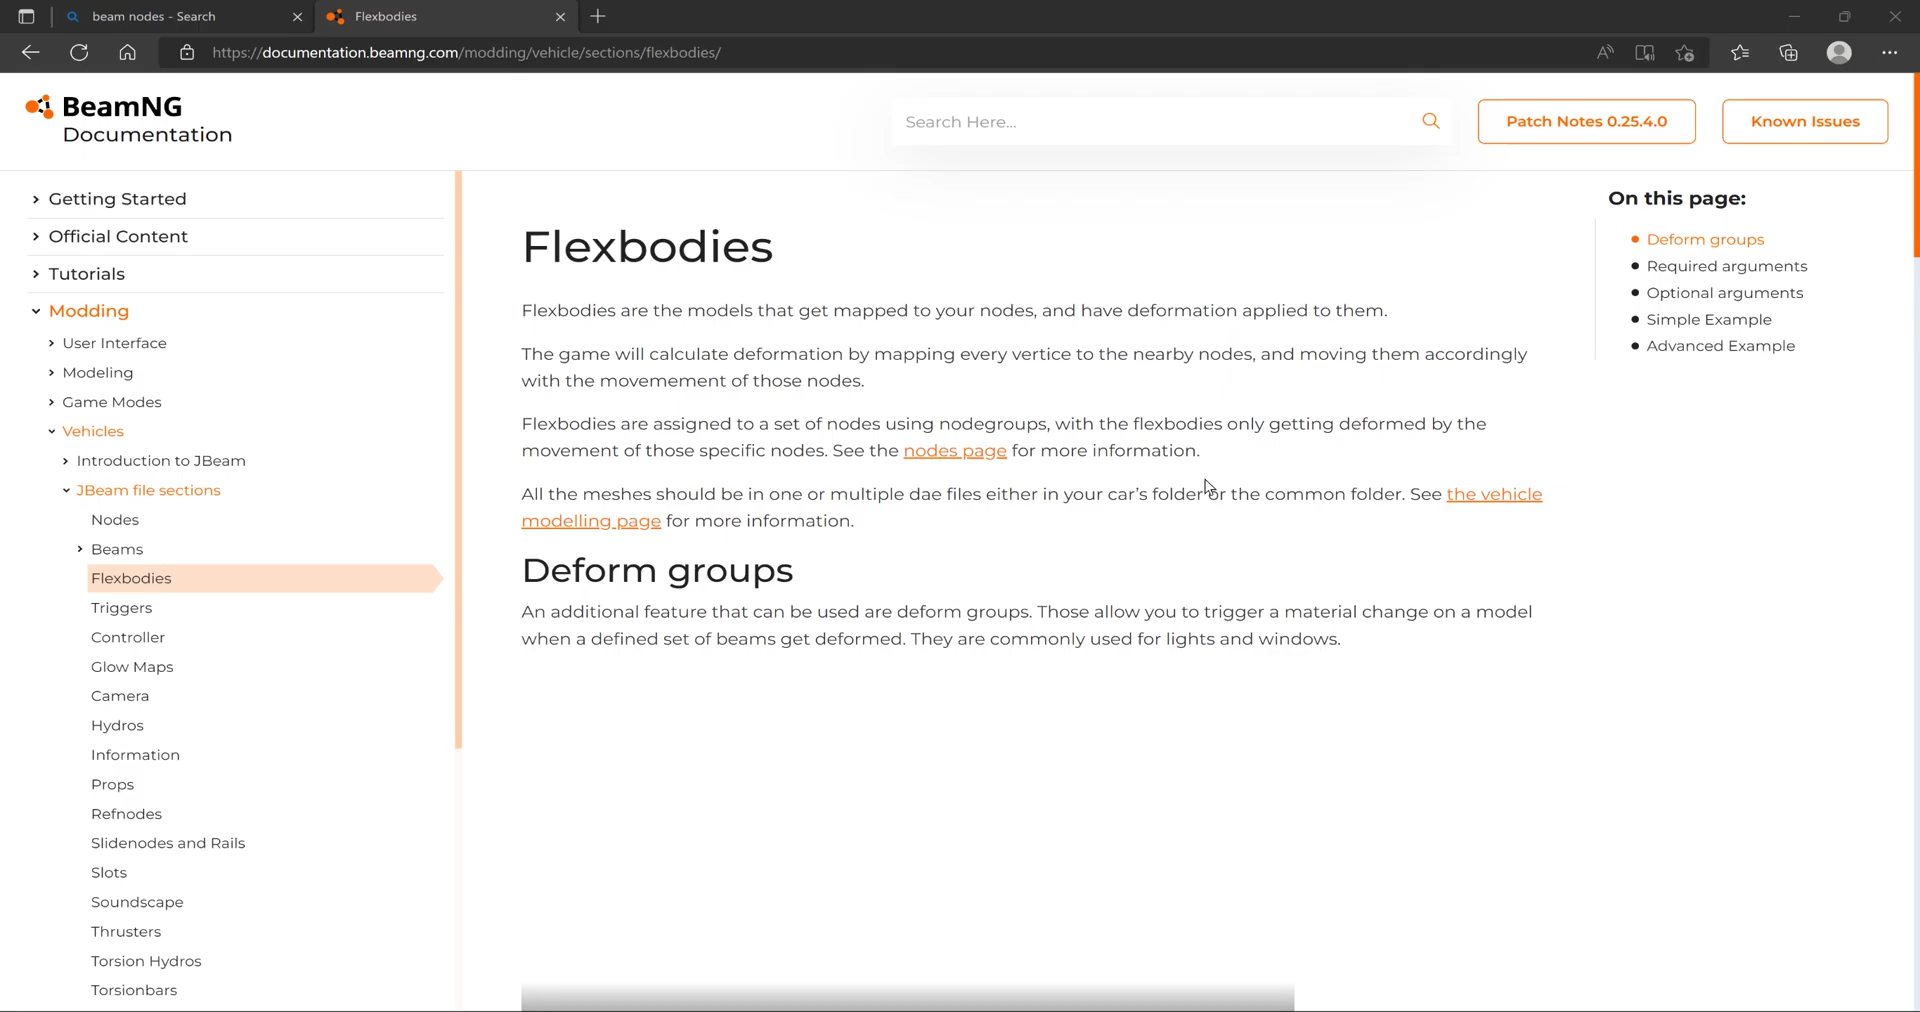 beam nodes - Search
Flexbodies
https://documentation.beamng.com/modding/vehicle/sections/flexbodies/
BeamNG
Documentation
Search Here...
Patch Notes 0.25.4.0
Known Issues
Getting Started
Official Content
Tutorials
Modding
User Interface
Modeling
Game Modes
Vehicles
Introduction to JBeam
JBeam file sections
Nodes
Beams
Flexbodies
Triggers
Controller
Glow Maps
Camera
Hydros
Information
Props
Refnodes
Slidenodes and Rails
Slots
Soundscape
Thrusters
Torsion Hydros
Torsionbars
Flexbodies
Flexbodies are the models that get mapped to your nodes, and have deformation applied to them.
The game will calculate deformation by mapping every vertice to the nearby nodes, and moving them accordingly
with the movemement of those nodes.
Flexbodies are assigned to a set of nodes using nodegroups, with the flexbodies only getting deformed by the
movement of those specific nodes. See the nodes page for more information.
All the meshes should be in one or multiple dae files either in your car's folder or the common folder. See the vehicle
modelling page for more information.
Deform groups
An additional feature that can be used are deform groups. Those allow you to trigger a material change on a model
when a defined set of beams get deformed. They are commonly used for lights and windows.
On this page:
Deform groups
Required arguments
Optional arguments
Simple Example
Advanced Example